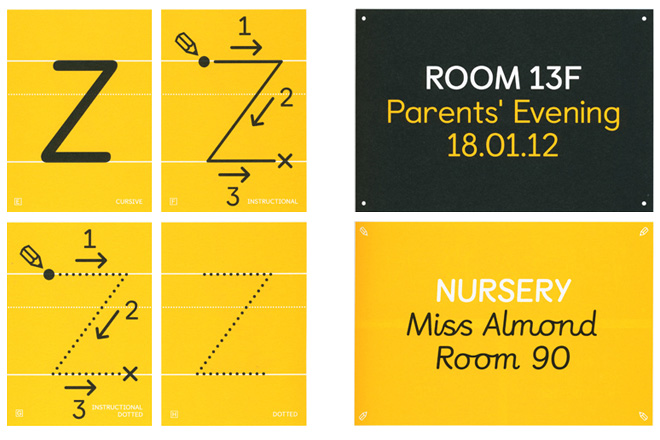 Z
E
CURSIVE
1
2
3
F
INSTRUCTIONAL
ROOM 13F
Parents' Evening
18.01.12
1
2
3
G
INSTRUCTIONAL
DOTTED
Z
H
DOTTED
NURSERY
Miss Almond
Room 90